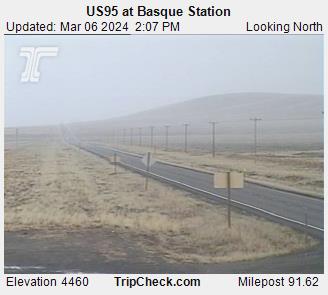 US95 at Basque Station
Updated: Mar 06 2024 2:07 PM Looking North
Elevation 4460 TripCheck.com Milepost 91.62